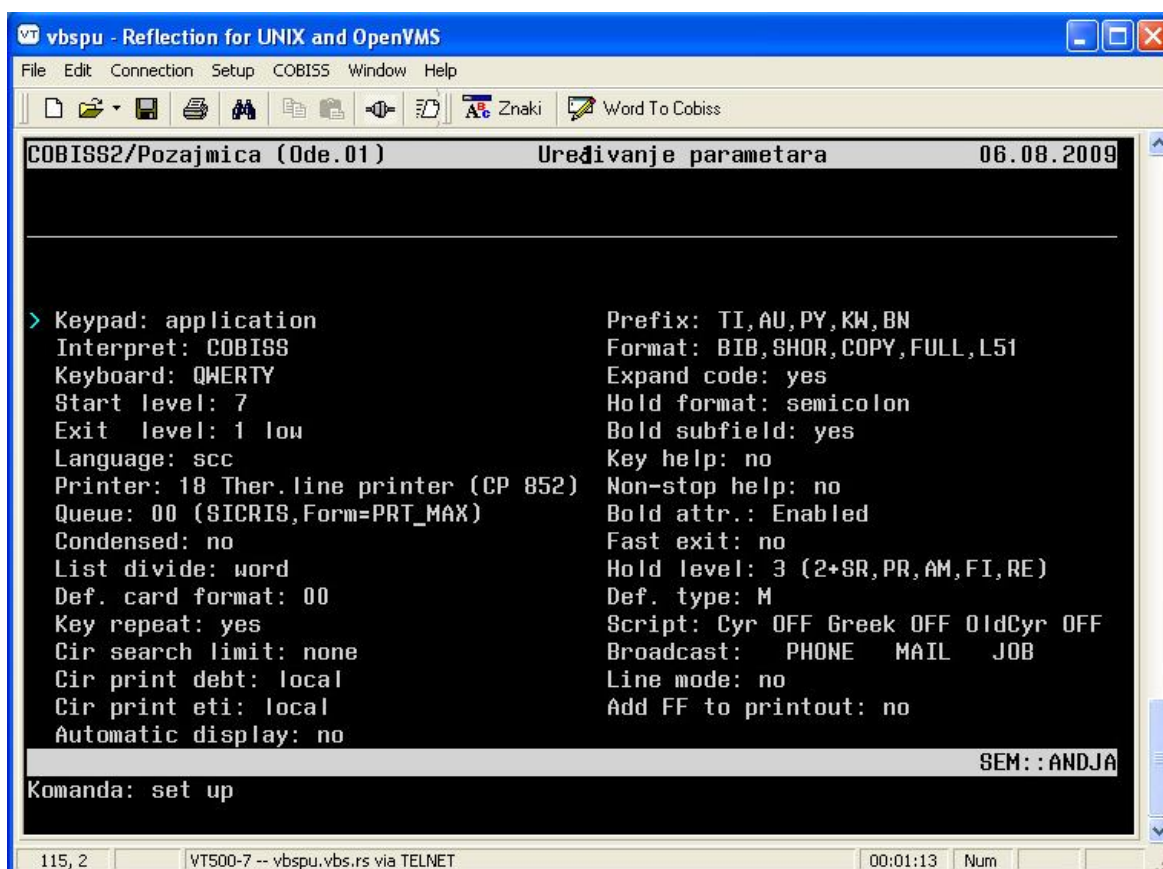 vbspu - Reflection for UNIX and OpenVMS
File Edit Connection Setup COBISS Window Help
Znaki Word To Cobiss
COBISS2/Pozajmica (Ode.01) Uređivanje parametara 06.08.2009
> Keypad: application Prefix: TI,AU,PY,KW,BN
Interpret: COBISS Format: BIB,SHOR,COPY,FULL,L51
Keyboard: QWERTY Expand code: yes
Start level: 7 Hold format: semicolon
Exit level: 1 low Bold subfield: yes
Language: scc Key help: no
Printer: 18 Ther.line printer (CP 852) Non-stop help: no
Queue: 00 (SICRIS,Form=PRT_MAX) Bold attr.: Enabled
Condensed: no Fast exit: no
List divide: word Hold level: 3 (2+SR,PR,AM,FI,RE)
Def. card format: 00 Def. type: M
Key repeat: yes Script: Cyr OFF Greek OFF OldCyr OFF
Cir search limit: none Broadcast: PHONE MAIL JOB
Cir print debt: local Line mode: no
Cir print eti: local Add FF to printout: no
Automatic display: no
SEM::ANDJA
Komanda: set up
115, 2 VT500-7 -- vbspu.vbs.rs via TELNET 00:01:13 Num